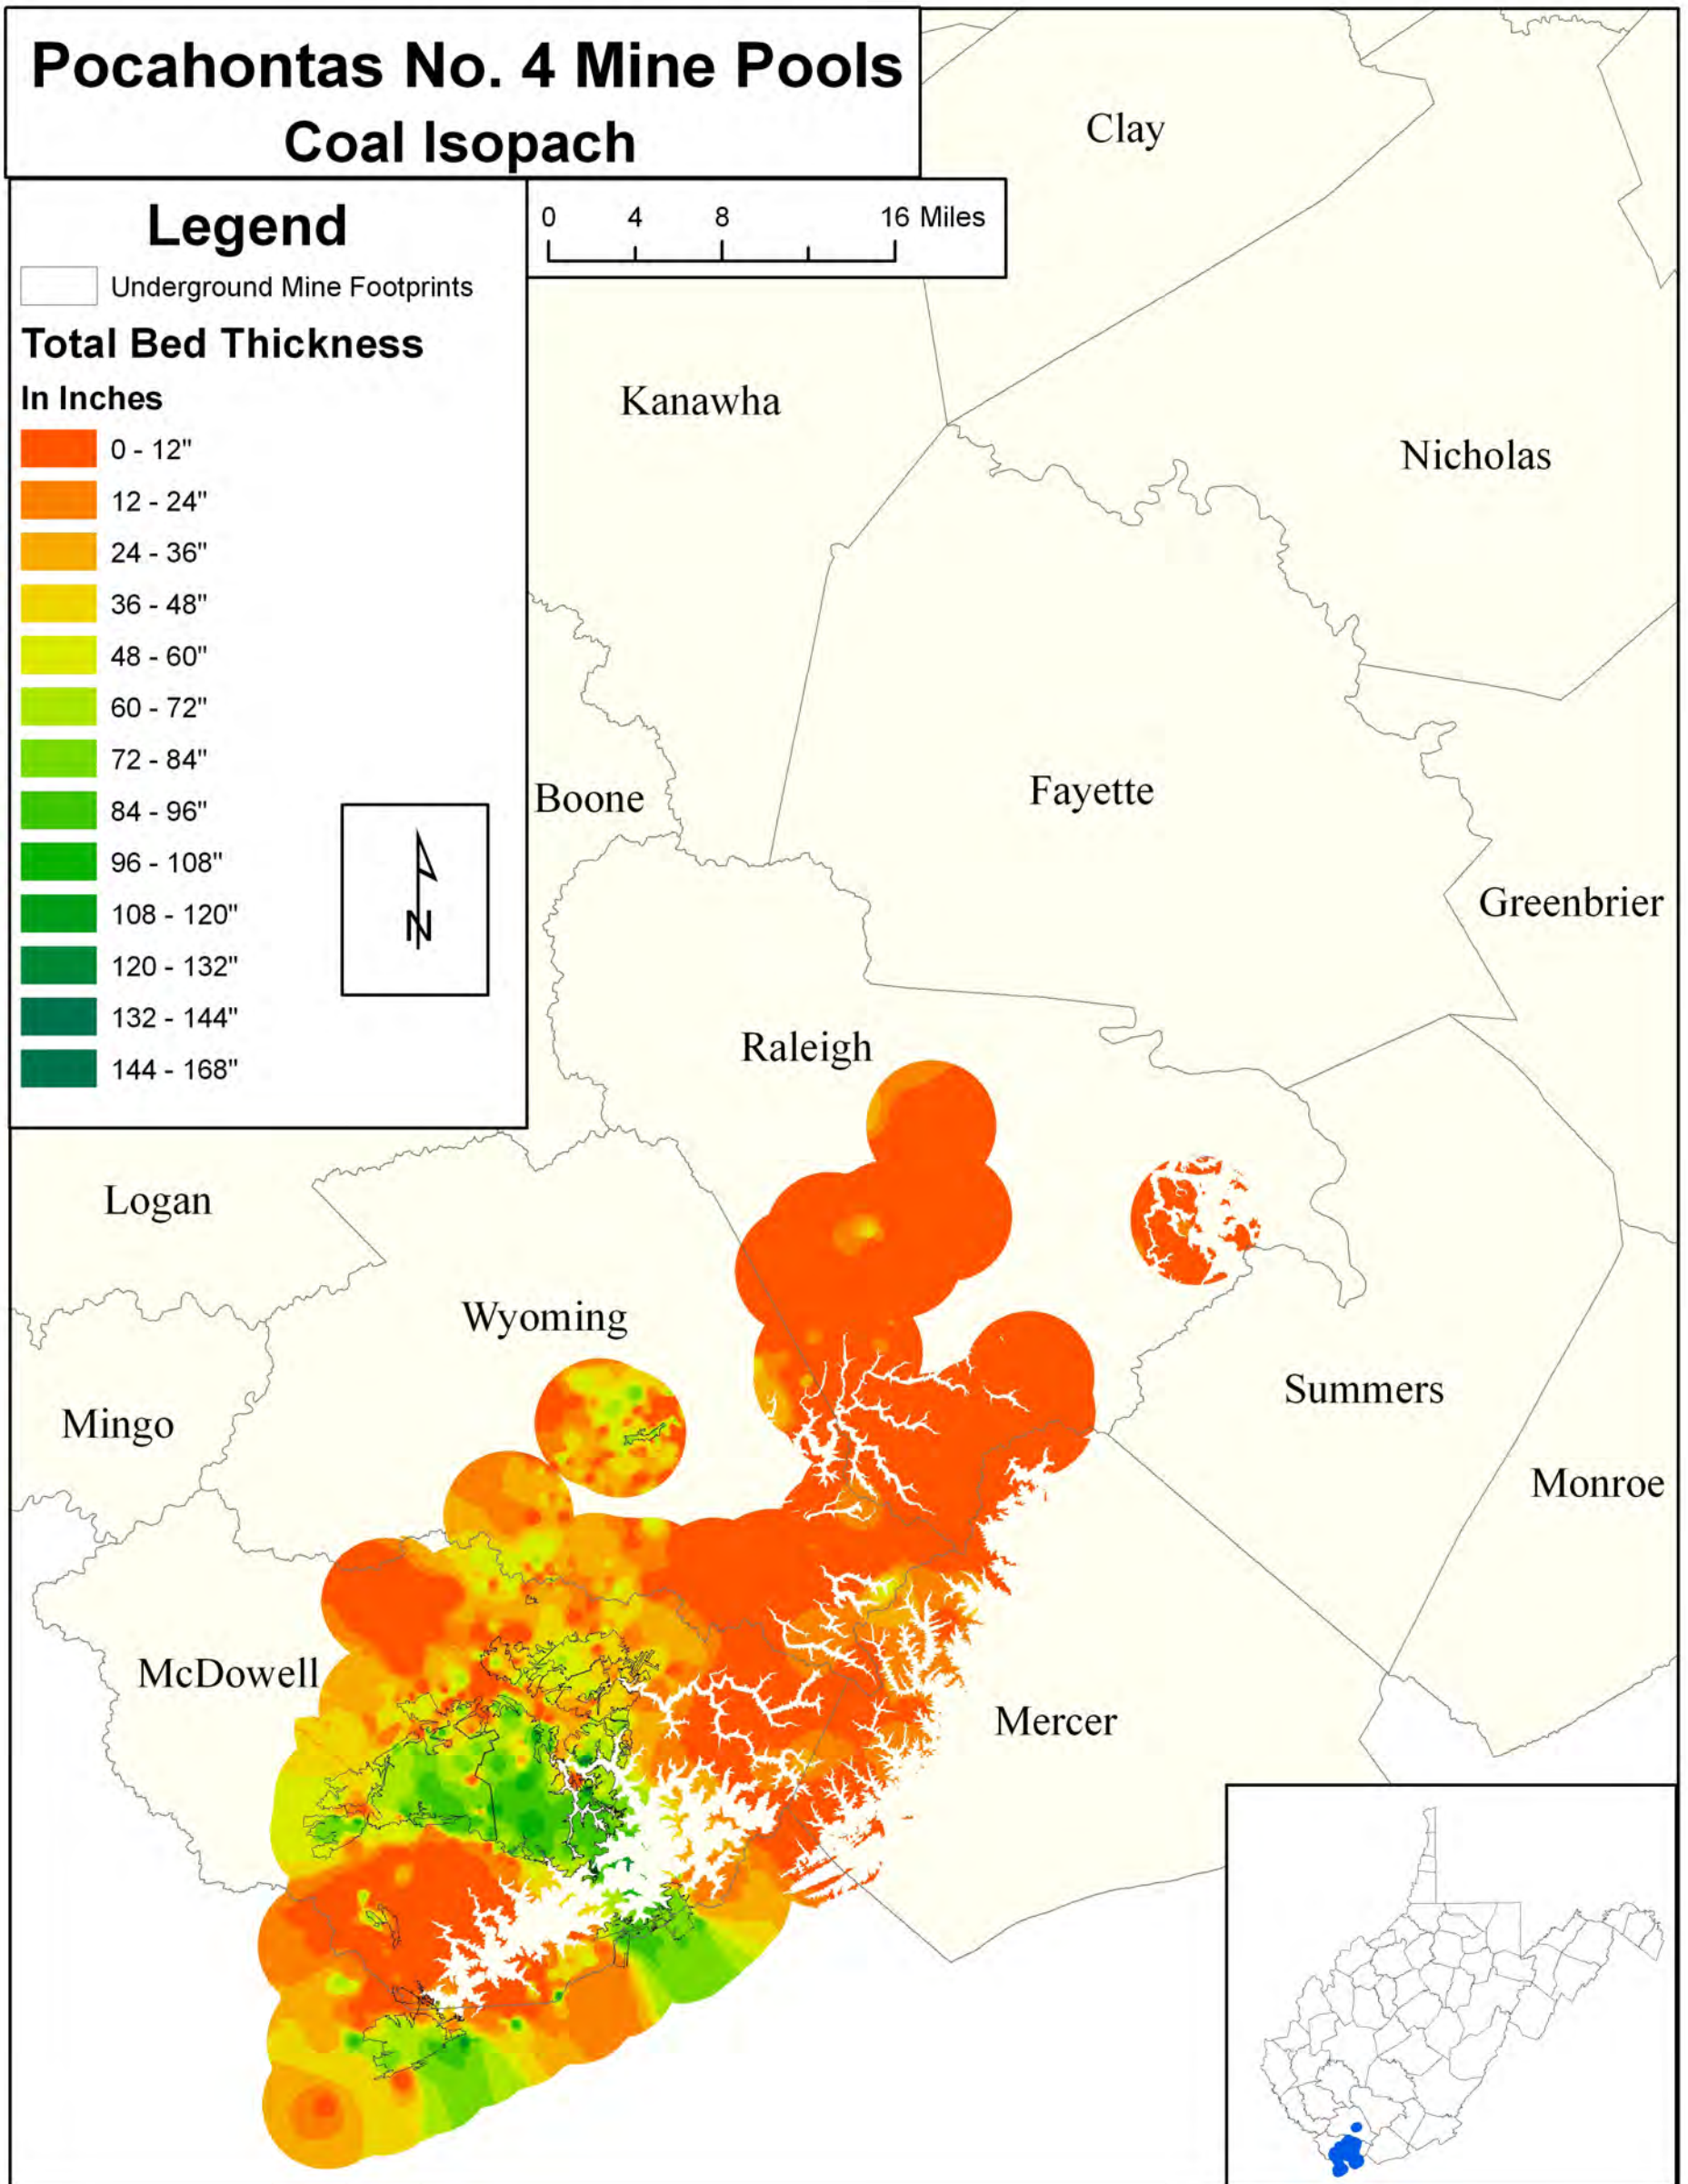 Pocahontas No. 4 Mine Pools
Coal Isopach
Legend
Underground Mine Footprints
Total Bed Thickness
In Inches
0 - 12"
12 - 24"
24 - 36"
36 - 48"
48 - 60"
60 - 72"
72 - 84"
84 - 96"
96 - 108"
108 - 120"
120 - 132"
132 - 144"
144 - 168"
N
0 4 8 16 Miles
Clay
Kanawha
Nicholas
Boone
Fayette
Greenbrier
Raleigh
Logan
Wyoming
Summers
Mingo
Monroe
McDowell
Mercer